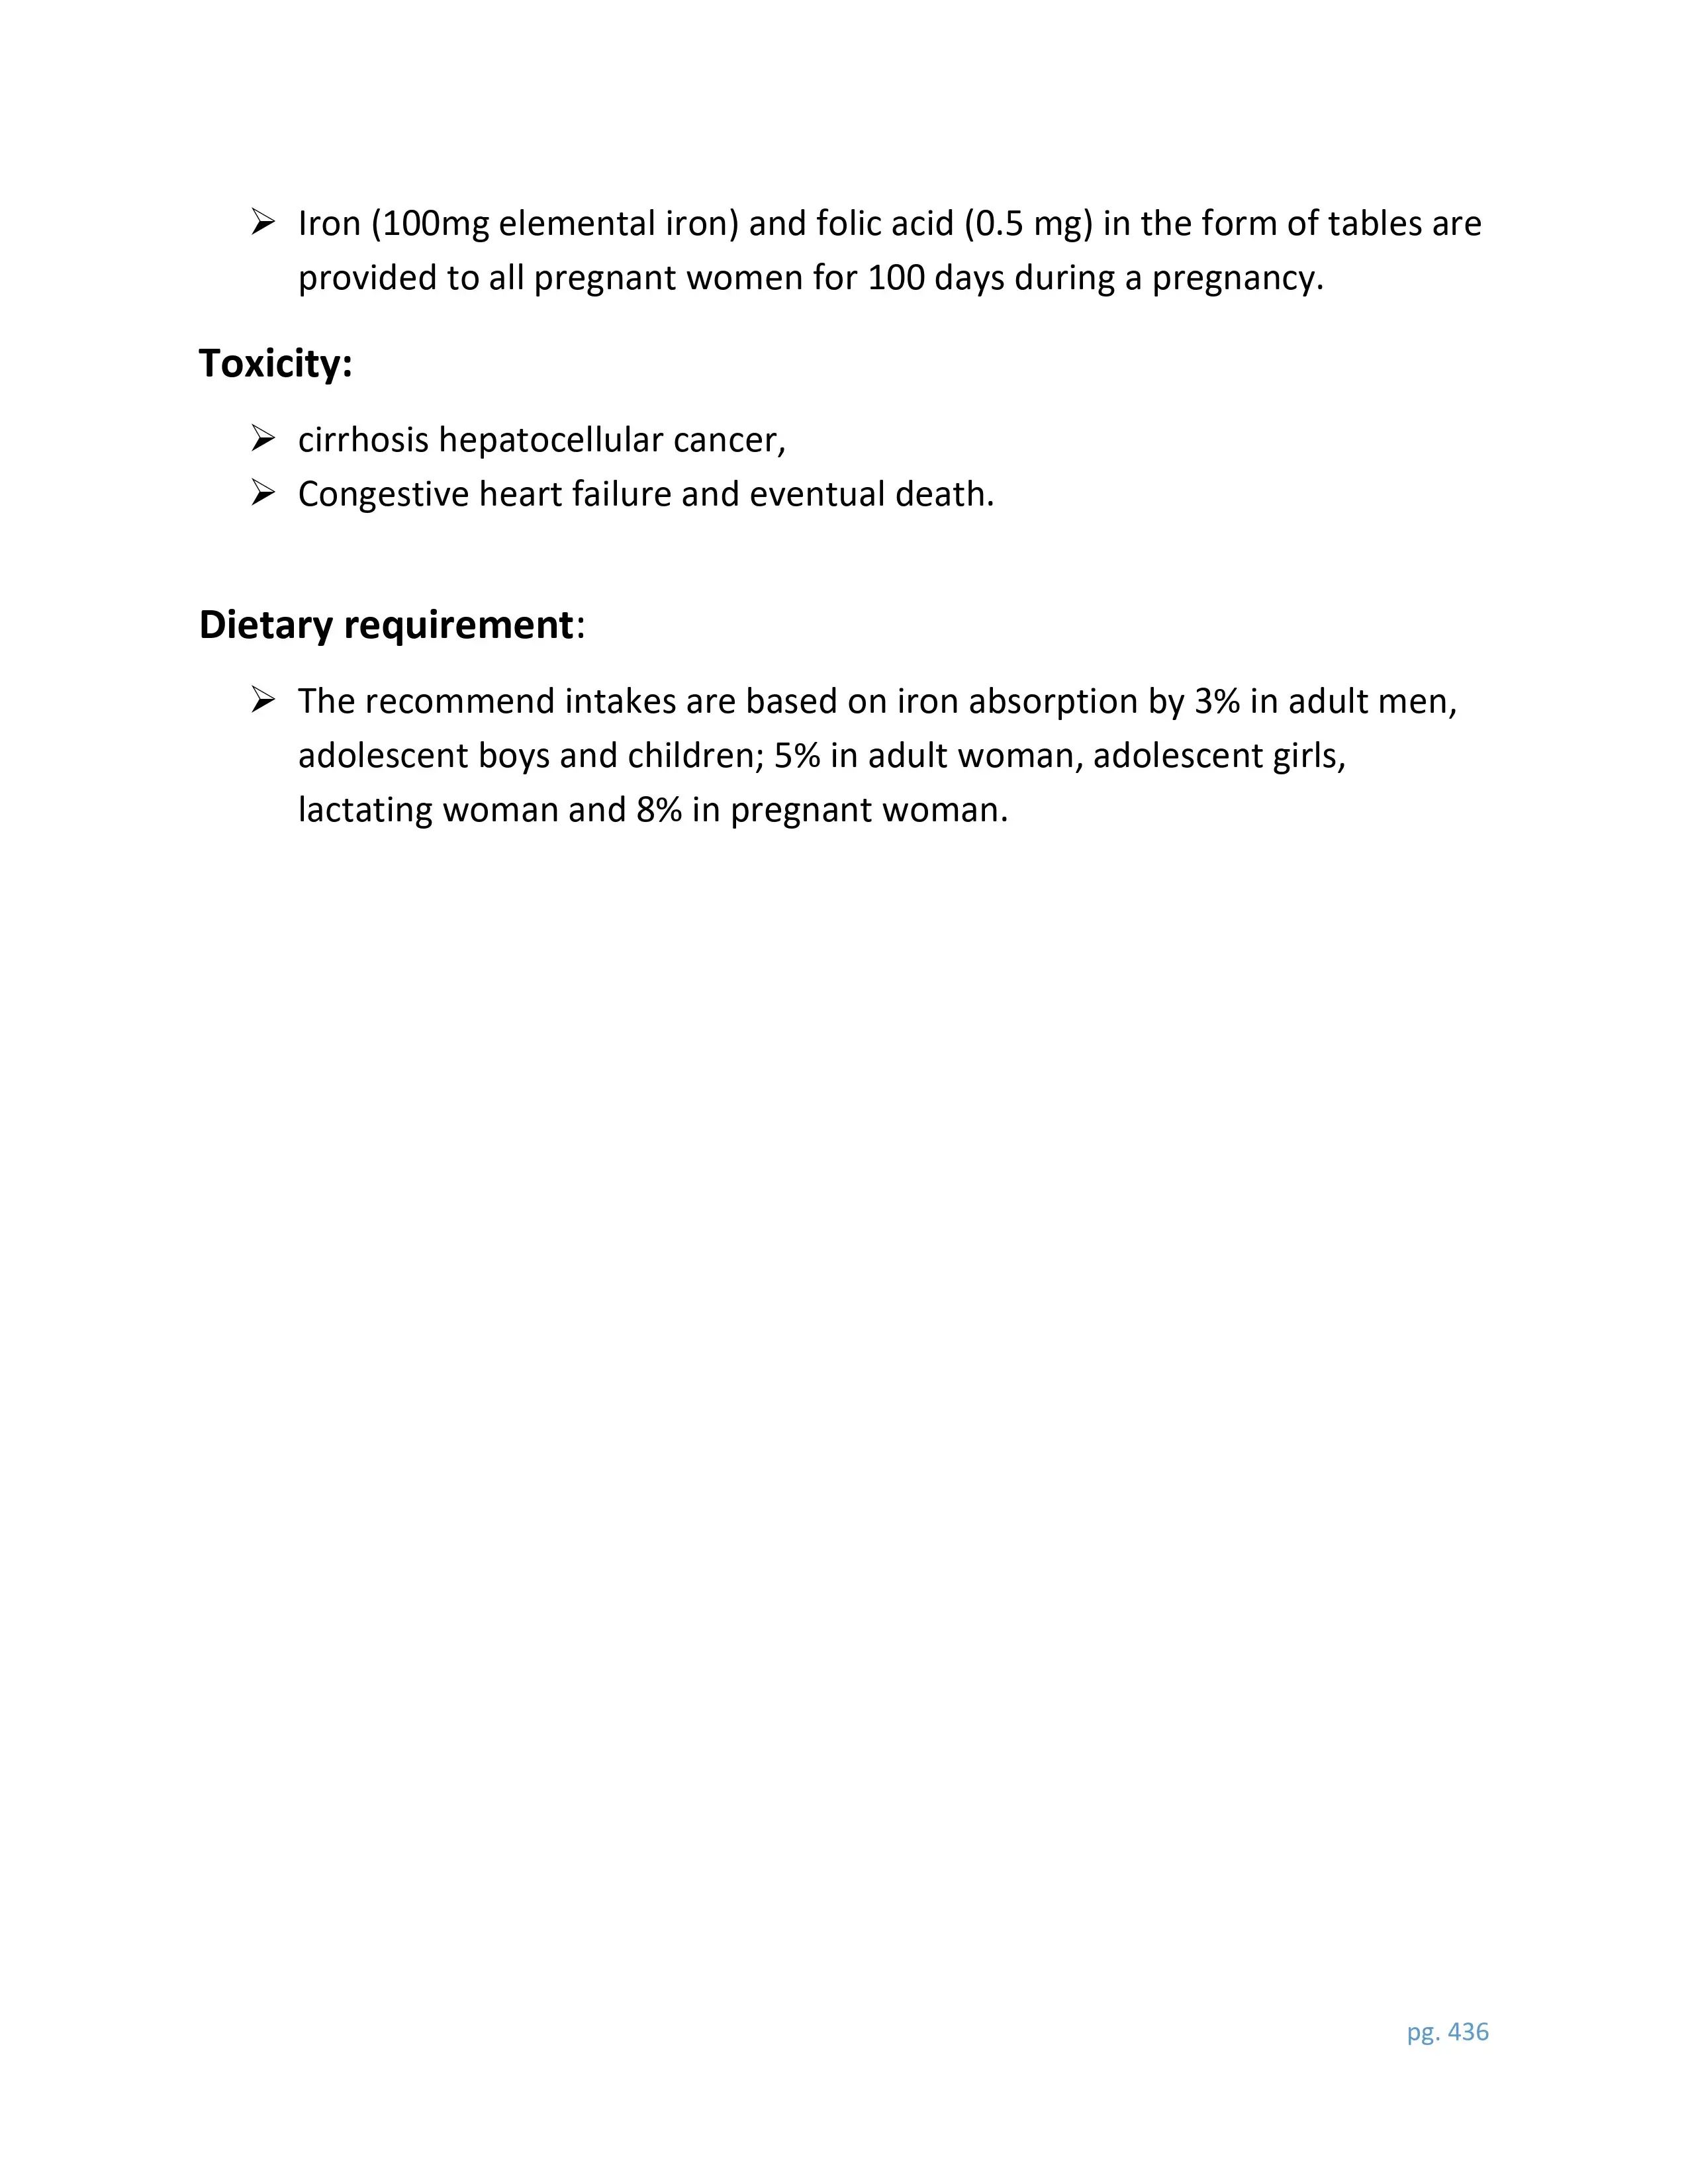 ➢ Iron (100mg elemental iron) and folic acid (0.5 mg) in the form of tables are
provided to all pregnant women for 100 days during a pregnancy.
Toxicity:
➢ cirrhosis hepatocellular cancer,
➢ Congestive heart failure and eventual death.
Dietary requirement:
➢ The recommend intakes are based on iron absorption by 3% in adult men,
adolescent boys and children; 5% in adult woman, adolescent girls,
lactating woman and 8% in pregnant woman.
pg. 436